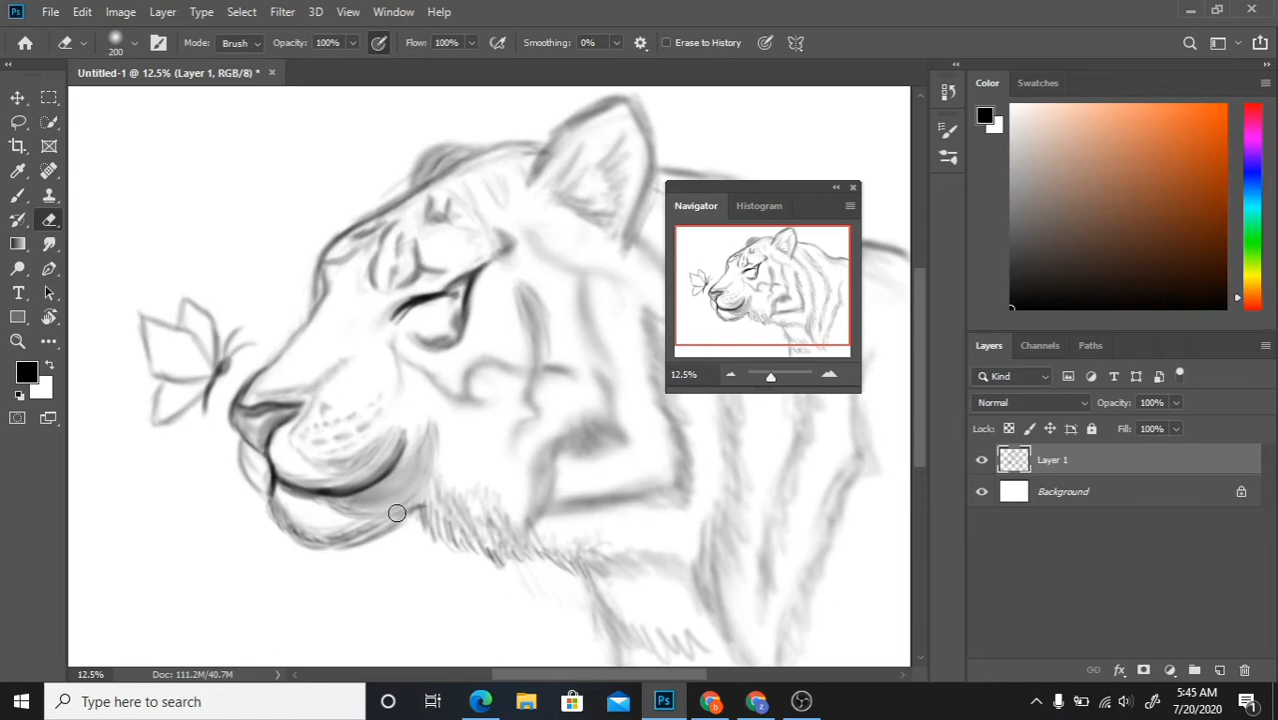 Ps File Edit Image Layer Type Select Filter 3D View Window Help
200 Mode: Brush Opacity: 100% Flow: 100% Smoothing: 0% Erase to History
Untitled-1 @ 12.5% (Layer 1, RGB/8) *
Color Swatches
Navigator Histogram
12.5%
Layers Channels Paths
Kind
Normal Opacity: 100%
Lock: Fill: 100%
Layer 1
Background
12.5% Doc: 111.2M/40.7M
Type here to search
Ps
5:45 AM
7/20/2020